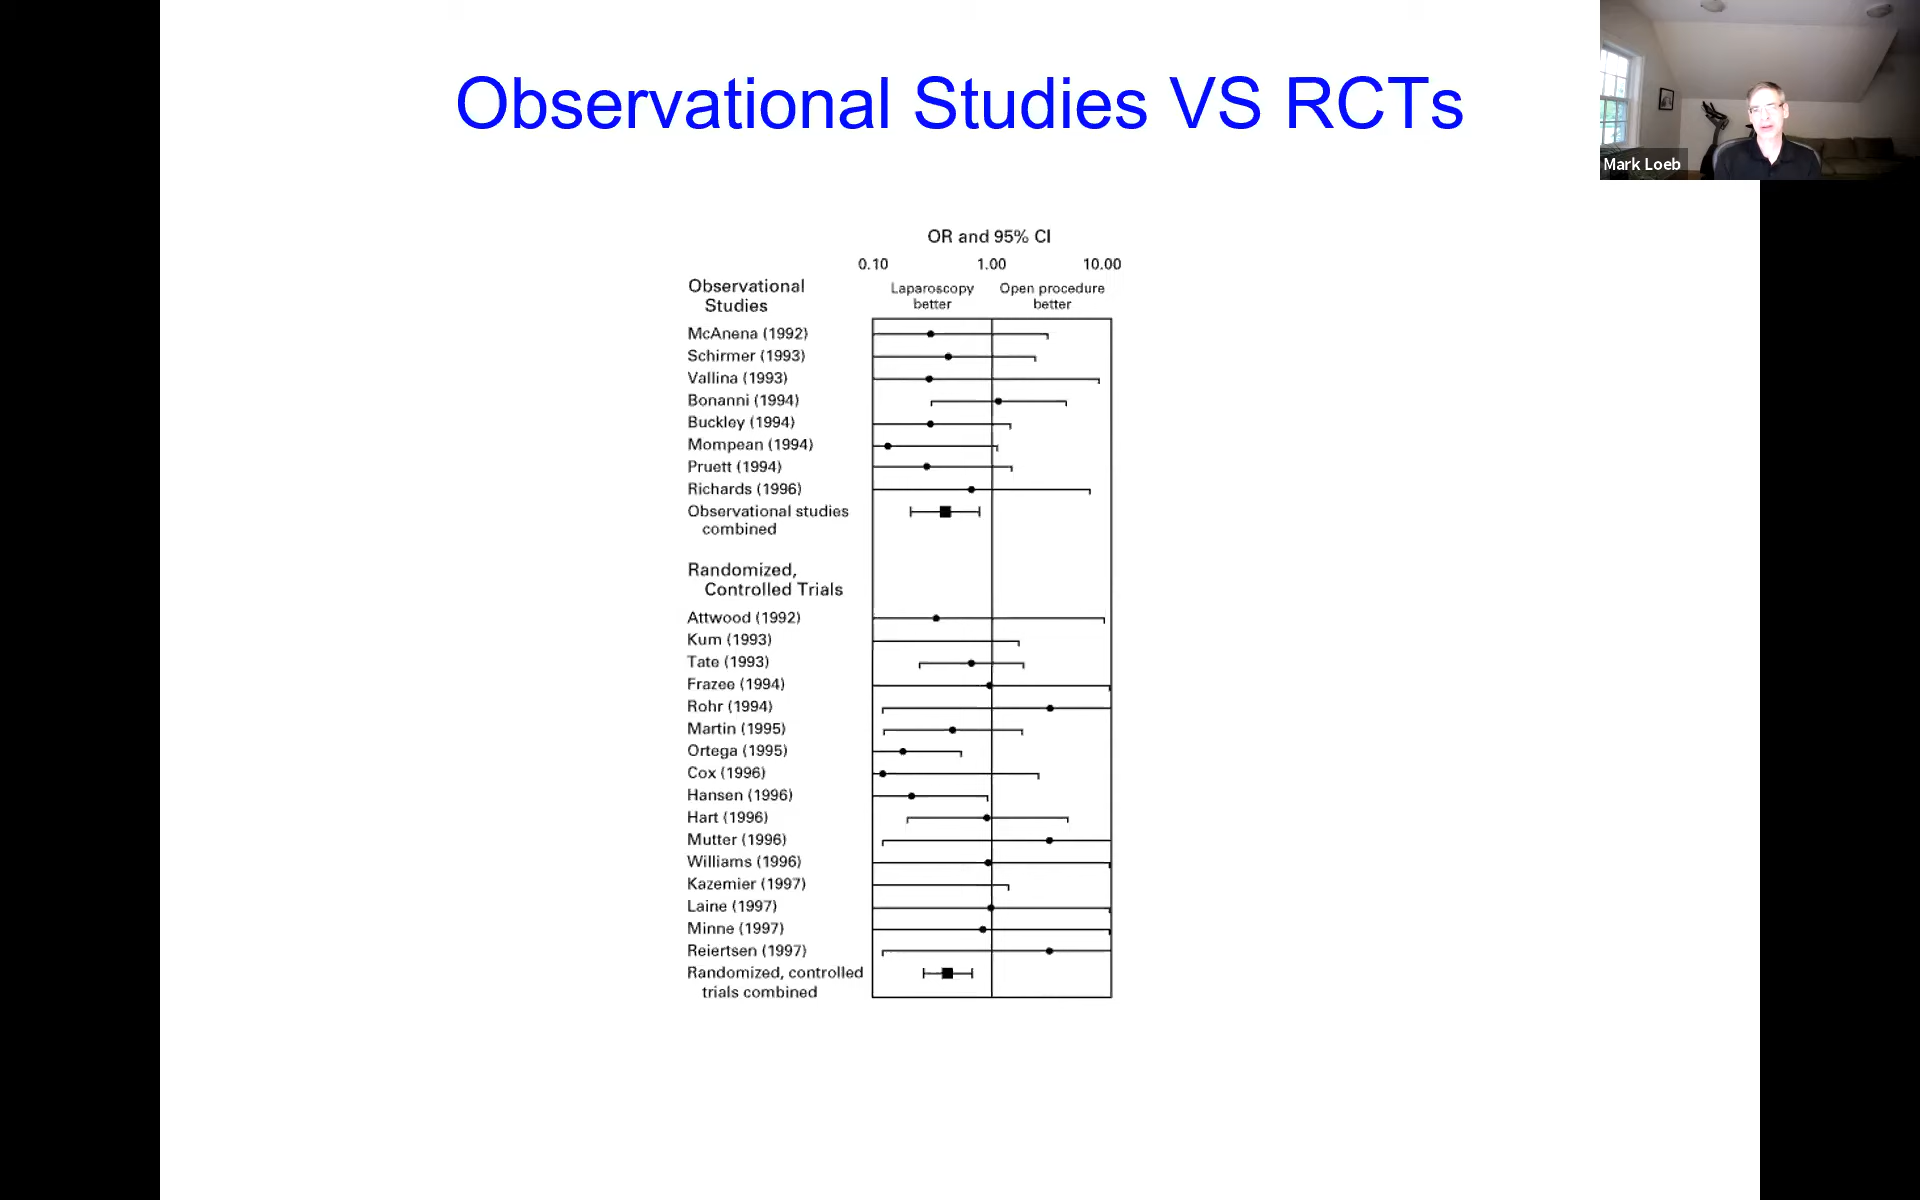 Observational Studies VS RCTs
Mark Loeb
OR and 95% CI
0.10 1.00 10.00
Observational
Studies
Laparoscopy
better
Open procedure
better
McAnena (1992)
Schirmer (1993)
Vallina (1993)
Bonanni (1994)
Buckley (1994)
Mompean (1994)
Pruett (1994)
Richards (1996)
Observational studies
combined
Randomized,
Controlled Trials
Attwood (1992)
Kum (1993)
Tate (1993)
Frazee (1994)
Rohr (1994)
Martin (1995)
Ortega (1995)
Cox (1996)
Hansen (1996)
Hart (1996)
Mutter (1996)
Williams (1996)
Kazemier (1997)
Laine (1997)
Minne (1997)
Reiertsen (1997)
Randomized, controlled
trials combined